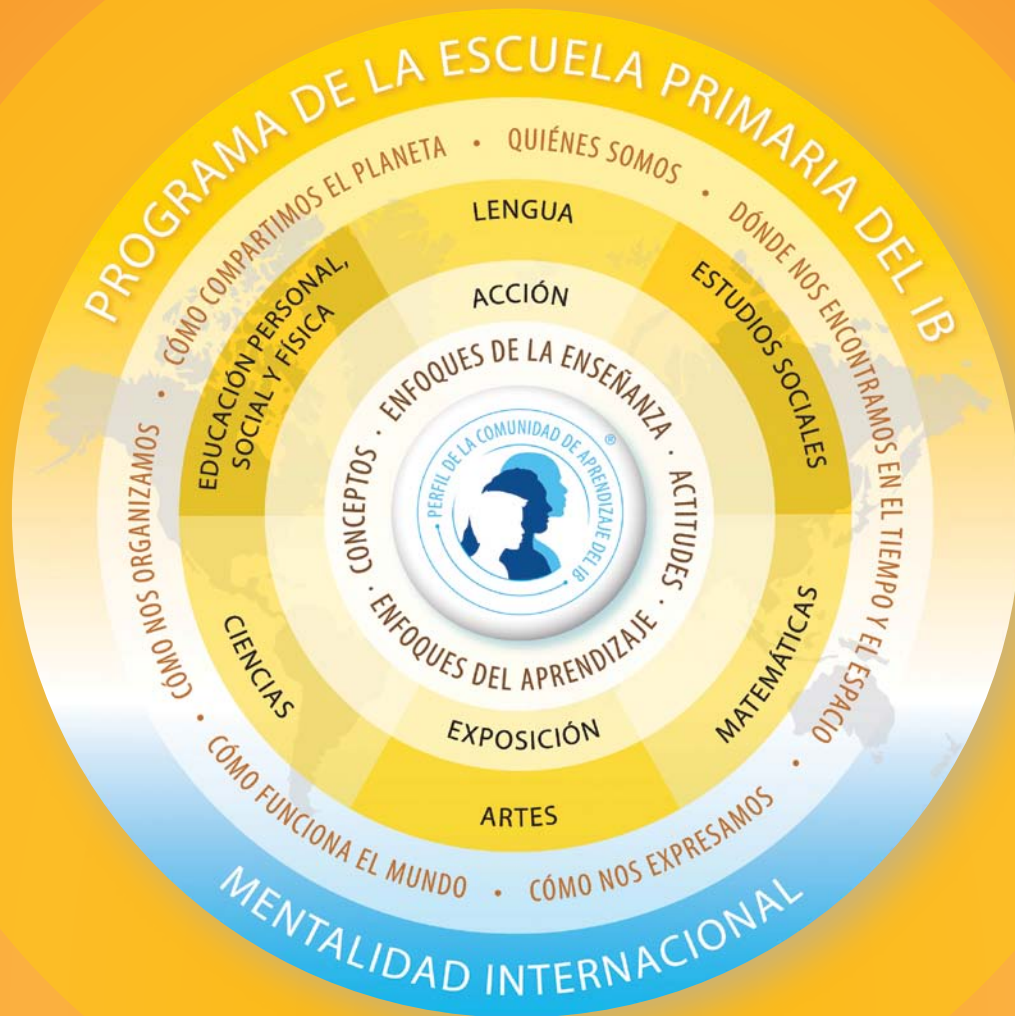 PROGRAMA DE LA ESCUELA PRIMARIA DEL IB
CÓMO COMPARTIMOS EL PLANETA • QUIÉNES SOMOS • DÓNDE NOS ENCONTRAMOS EN EL TIEMPO Y EL ESPACIO • CÓMO NOS EXPRESAMOS • CÓMO FUNCIONA EL MUNDO • CÓMO NOS ORGANIZAMOS •
LENGUA
ESTUDIOS SOCIALES
MATEMÁTICAS
ARTES
CIENCIAS
EDUCACIÓN PERSONAL,
SOCIAL Y FÍSICA
ACCIÓN
EXPOSICIÓN
ENFOQUES DE LA ENSEÑANZA • ACTITUDES • ENFOQUES DEL APRENDIZAJE • CONCEPTOS •
PERFIL DE LA COMUNIDAD DE APRENDIZAJE DEL IB ®
MENTALIDAD INTERNACIONAL